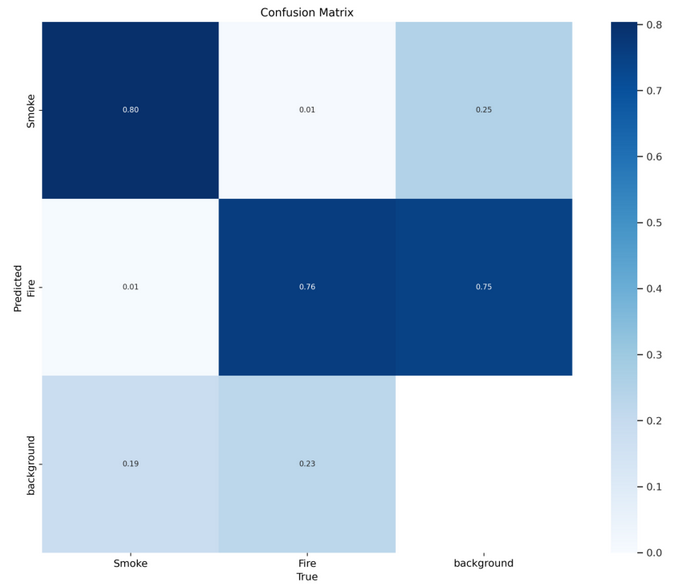 Confusion Matrix
Smoke
0.80
0.01
0.25
Predicted
Fire
0.01
0.76
0.75
background
0.19
0.23
Smoke
Fire
background
True
0.8
0.7
0.6
0.5
0.4
0.3
0.2
0.1
0.0